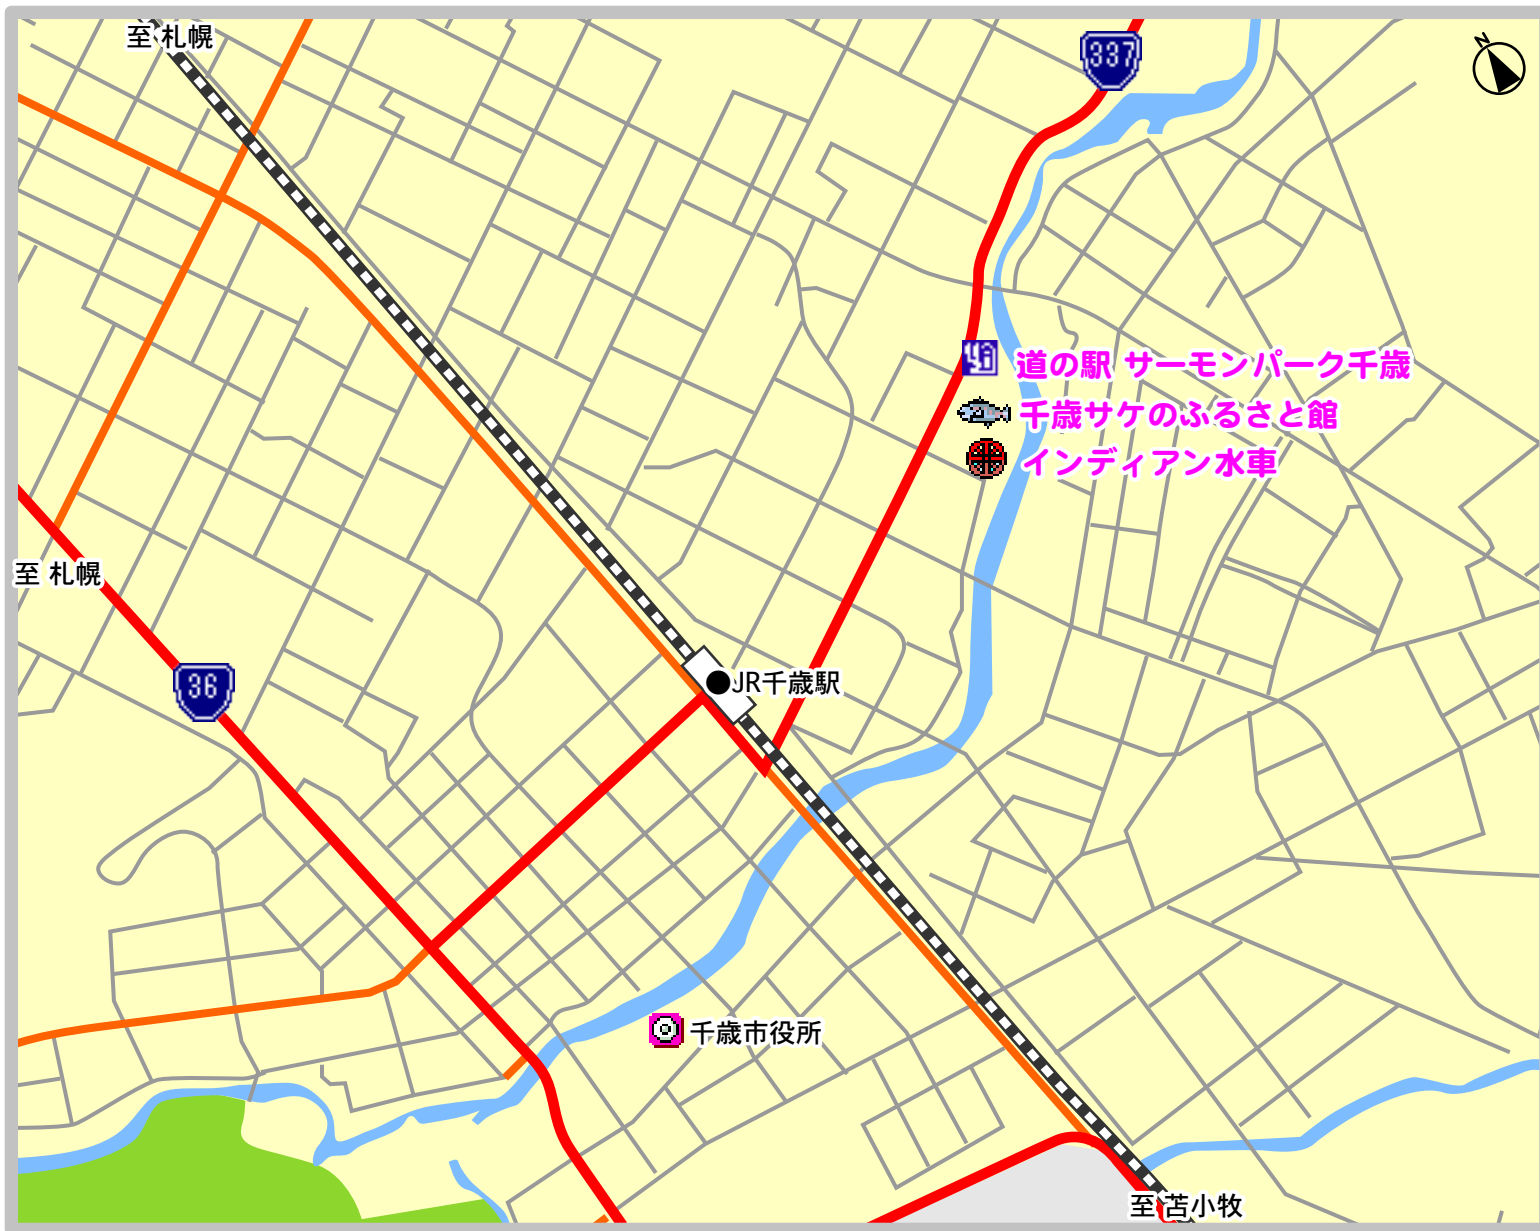 至 札幌
337
N
道の駅 サーモンパーク千歳
千歳サケのふるさと館
インディアン水車
至 札幌
36
JR千歳駅
千歳市役所
至 苫小牧